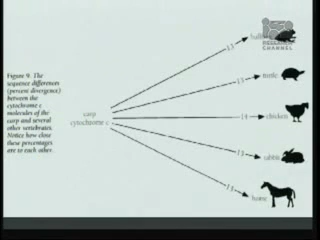 Figure 9. The
sequence differences
(percent divergence)
between the
cytochrome c
molecules of the
carp and several
other vertebrates.
Notice how close
these percentages
are to each other.
carp
cytochrome c
13
13
turtle
14
chicken
13
rabbit
13
horse
CHANNEL